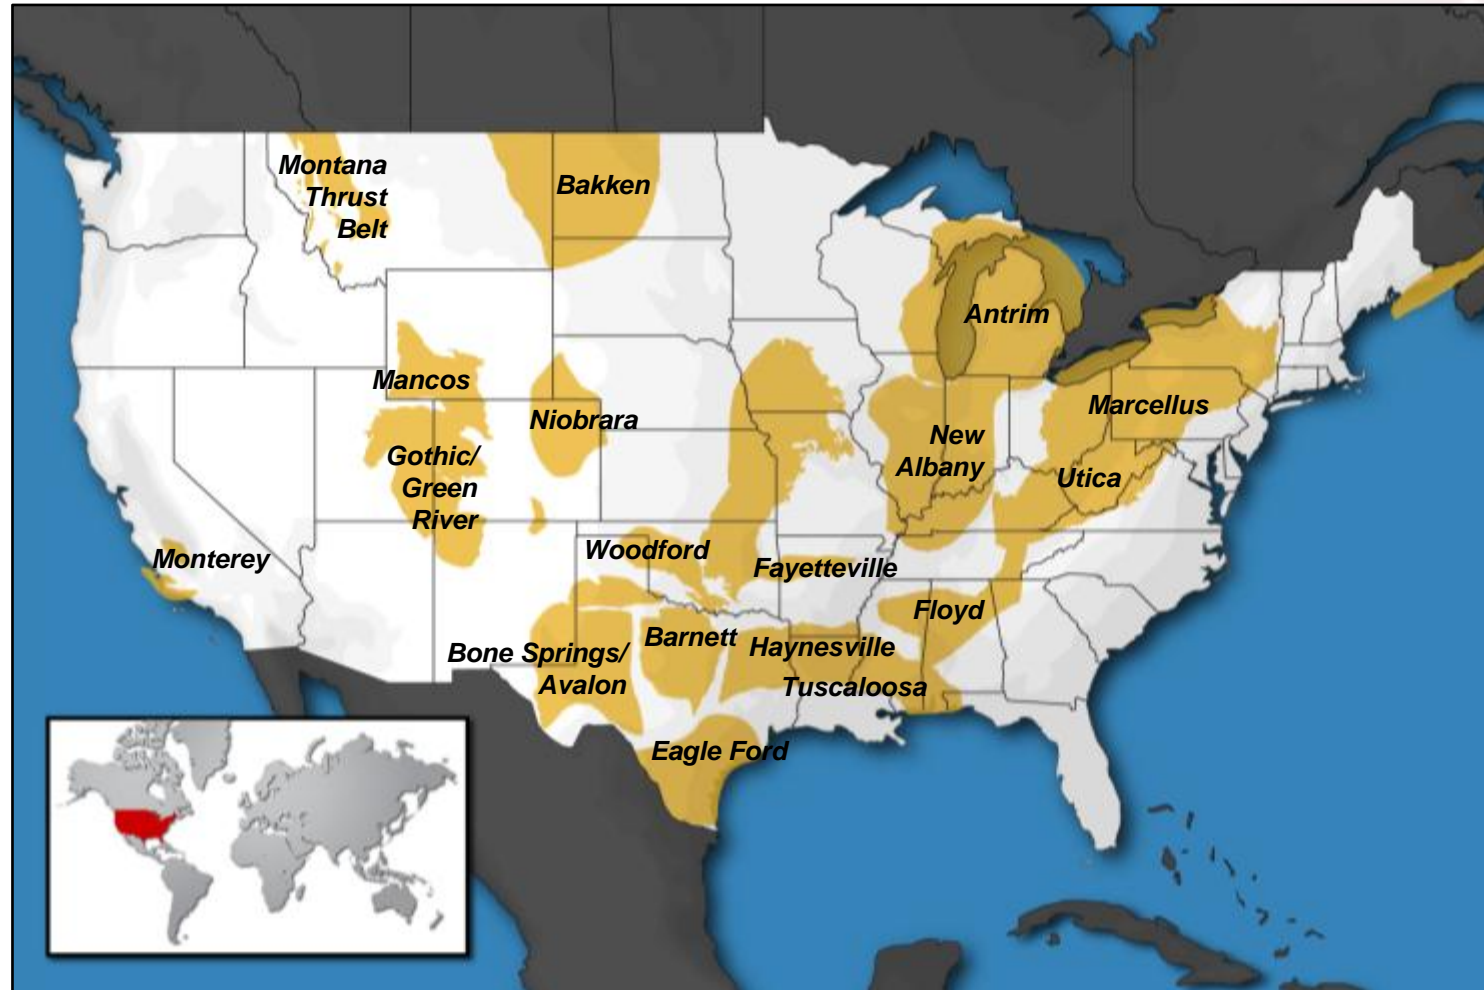 Montana
Thrust
Belt
Bakken
Antrim
Mancos
Niobrara
Marcellus
New
Albany
Gothic/
Green
River
Utica
Monterey
Woodford
Fayetteville
Floyd
Barnett
Haynesville
Bone Springs/
Avalon
Tuscaloosa
Eagle Ford